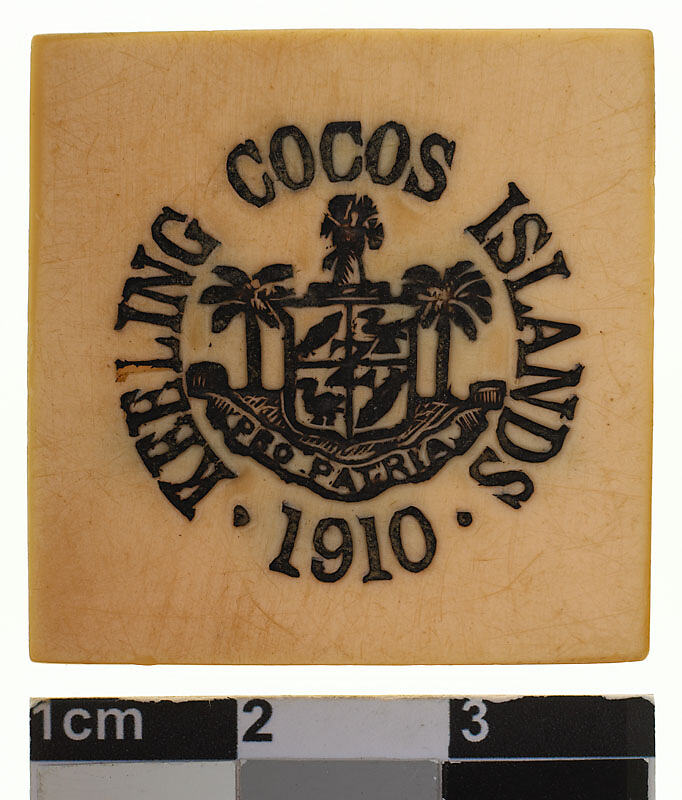 KEELING COCOS ISLANDS
PRO PATRIA
· 1910 ·
1cm 2 3